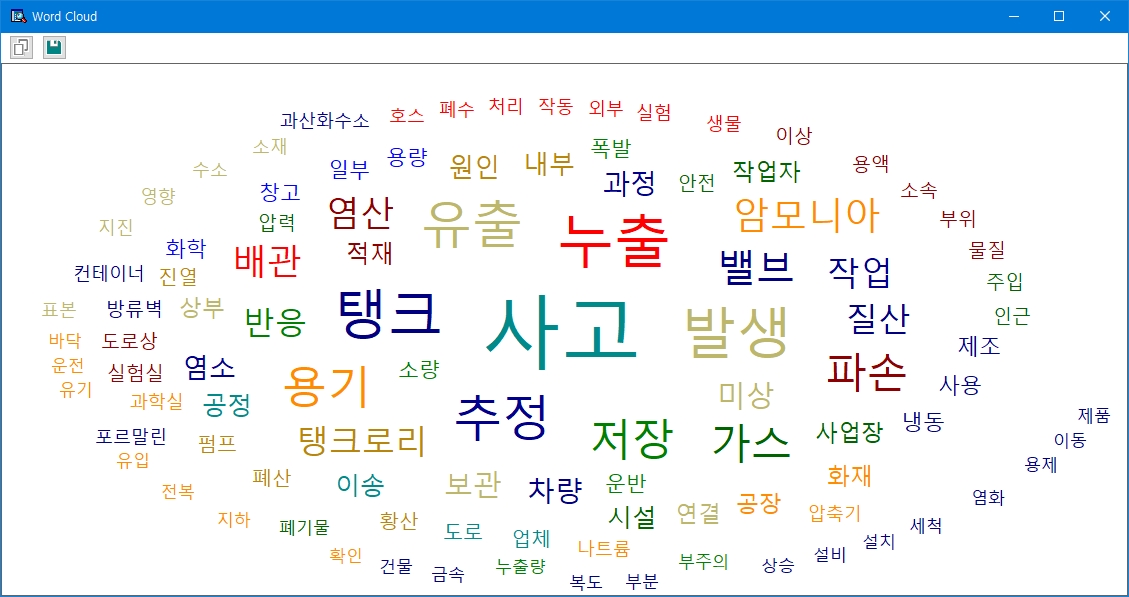 Word Cloud
과산화수소 호스 폐수 처리 작동 외부 실험 생물 이상
소재 일부 용량 원인 내부 폭발 과정 안전 작업자 용액
수소 영향 창고 염산 유출 누출 암모니아 소속 부위
지진 압력 화학 배관 적재 밸브 작업 물질
컨테이너 진열 주입
표본 방류벽 상부 반응 탱크 사고 발생 질산 인근
바닥 도로상 제조
운전 실험실 염소 소량 파손 사용
유기 과학실 공정 용기 추정 미상 냉동 제품
포르말린 펌프 탱크로리 저장 가스 사업장 이동
유입 용제
전복 폐산 이송 보관 차량 운반 화재 염화
지하 폐기물 황산 도로 업체 시설 연결 공장 압축기 세척
확인 건물 금속 누출량 나트륨 부주의 상승 설비 설치
복도 부분